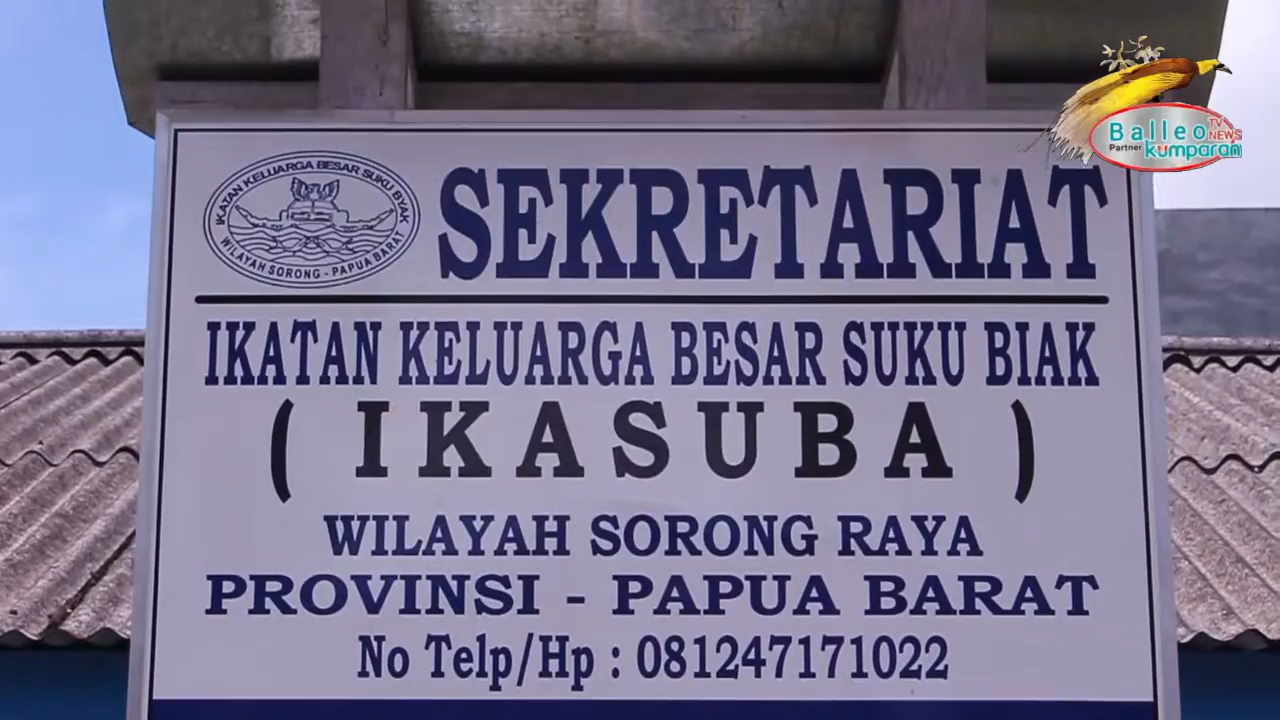 Balleo TV NEWS
Partner kumparan
IKATAN KELUARGA BESAR SUKU BYAK
WILAYAH SORONG - PAPUA BARAT
SEKRETARIAT
IKATAN KELUARGA BESAR SUKU BIAK
( IKASUBA )
WILAYAH SORONG RAYA
PROVINSI - PAPUA BARAT
No Telp/Hp : 081247171022